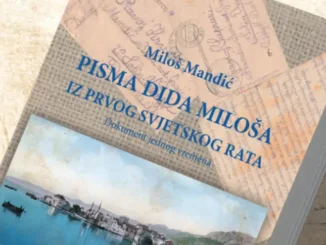 Miloš Mandić
PISMA DIDA MILOŠA
IZ PRVOG SVJETSKOG RATA
Dokument jednog vremena